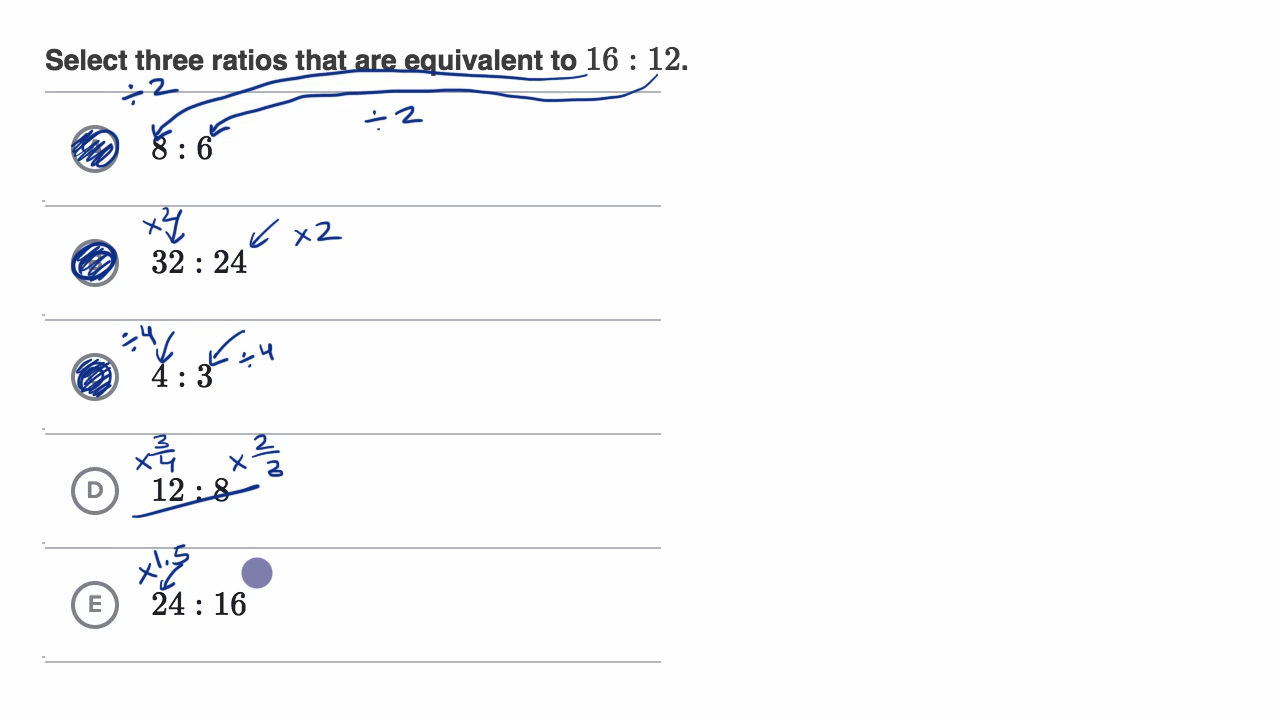 Select three ratios that are equivalent to 16 : 12.
÷2
÷2
8 : 6
×2
×2
32 : 24
÷4
÷4
4 : 3
×3/4
×2/3
D 12 : 8
×1.5
E 24 : 16